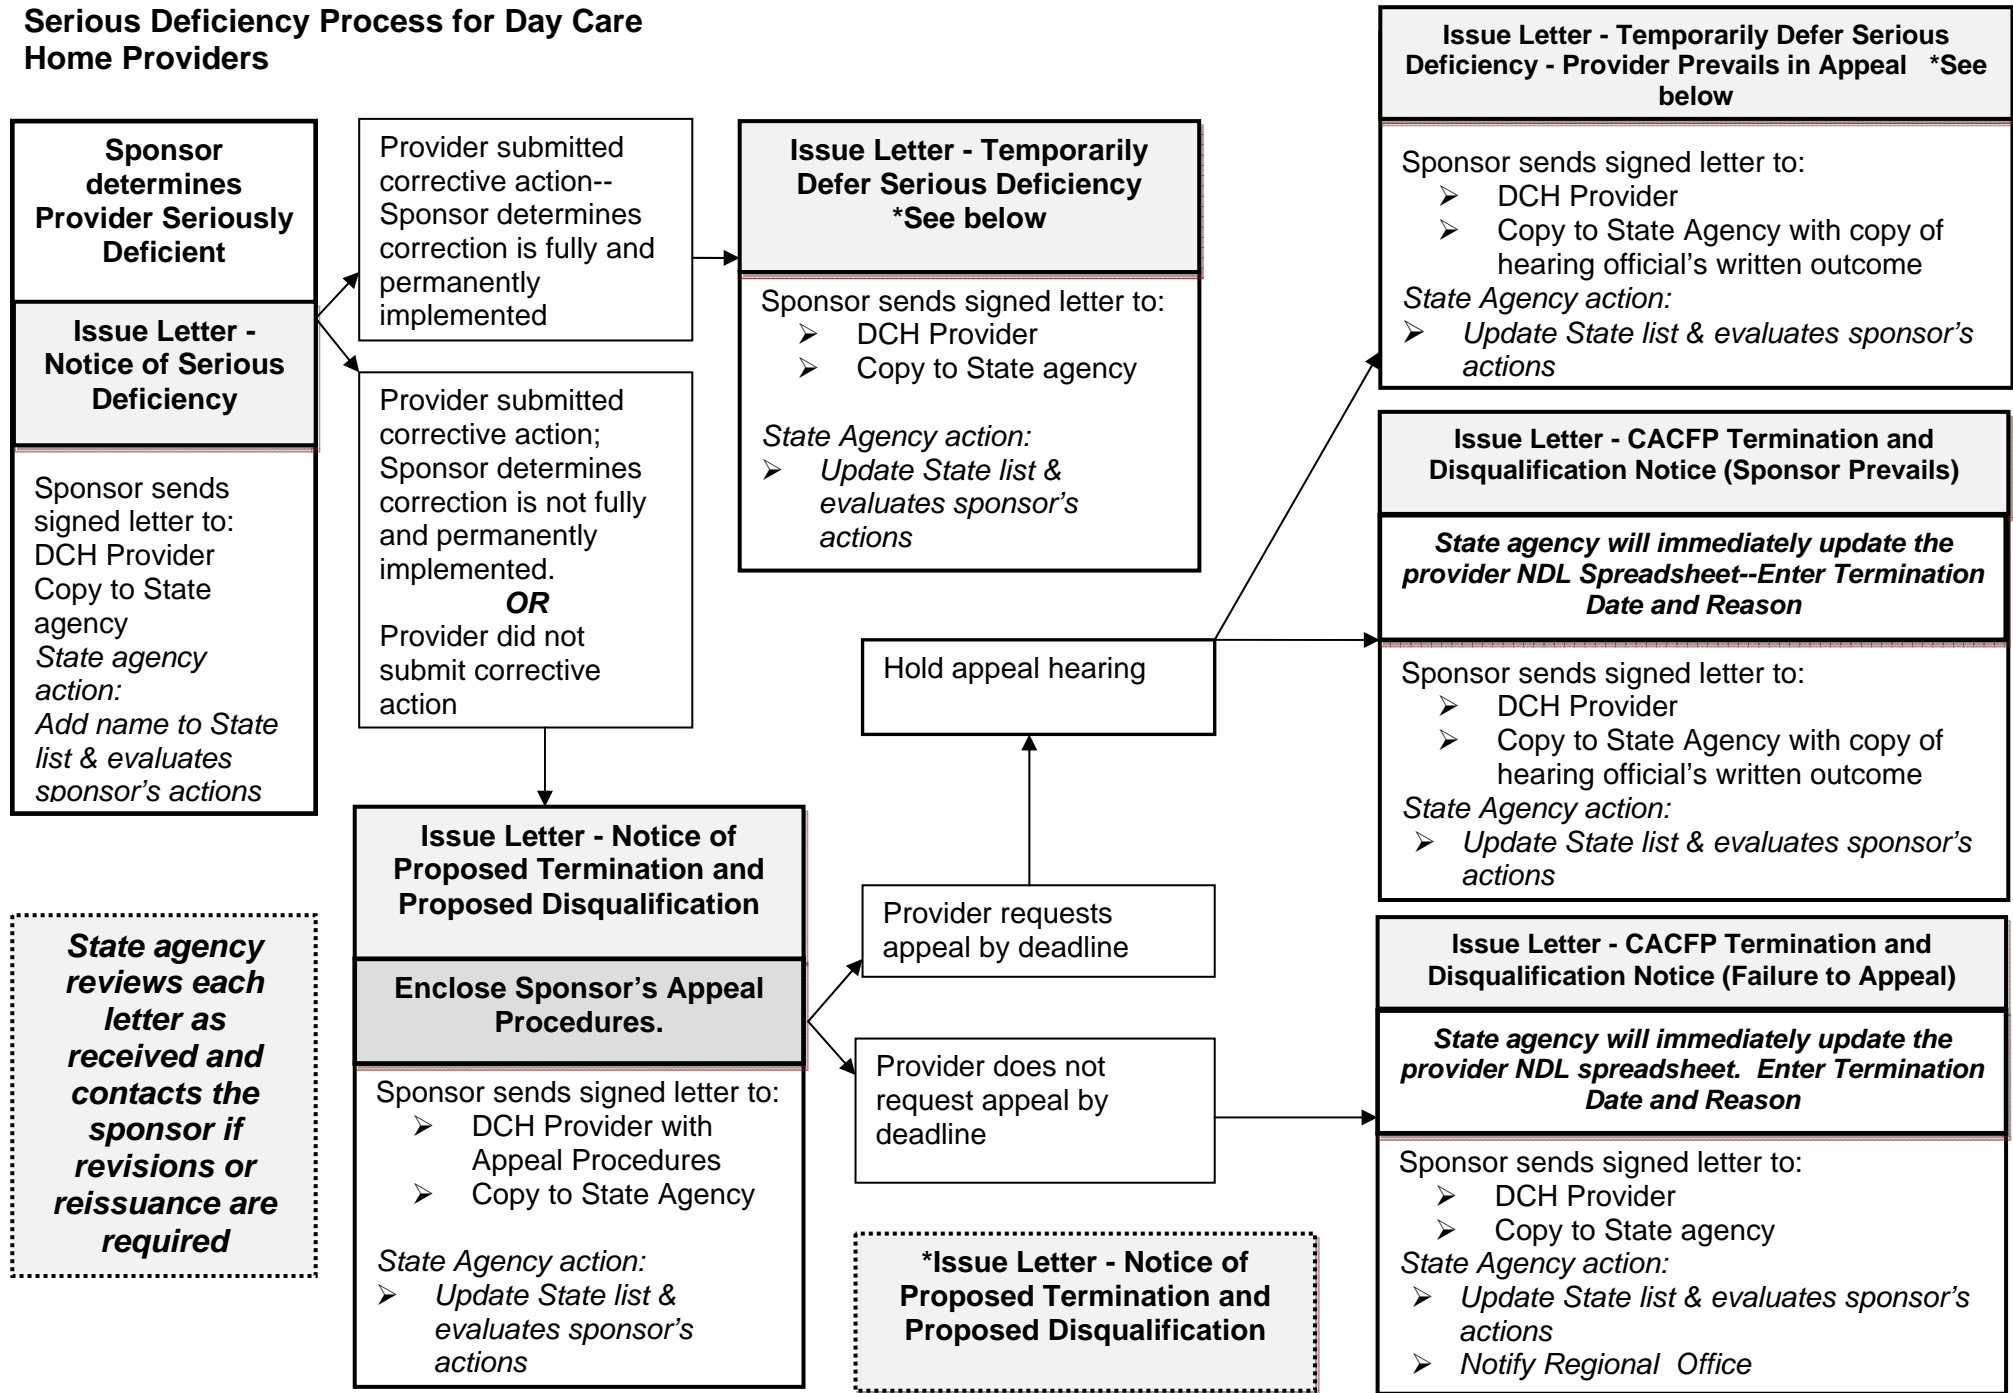 Serious Deficiency Process for Day Care
Home Providers
Sponsor
determines
Provider Seriously
Deficient
Issue Letter -
Notice of Serious
Deficiency
Sponsor sends
signed letter to:
DCH Provider
Copy to State
agency
State agency
action:
Add name to State
list & evaluates
sponsor’s actions
State agency
reviews each
letter as
received and
contacts the
sponsor if
revisions or
reissuance are
required
Provider submitted
corrective action--
Sponsor determines
correction is fully and
permanently
implemented
Provider submitted
corrective action;
Sponsor determines
correction is not fully
and permanently
implemented.
OR
Provider did not
submit corrective
action
Issue Letter - Temporarily
Defer Serious Deficiency
*See below
Sponsor sends signed letter to:
➢ DCH Provider
➢ Copy to State agency
State Agency action:
➢ Update State list &
evaluates sponsor’s
actions
Issue Letter - Notice of
Proposed Termination and
Proposed Disqualification
Enclose Sponsor’s Appeal
Procedures.
Sponsor sends signed letter to:
➢ DCH Provider with
Appeal Procedures
➢ Copy to State Agency
State Agency action:
➢ Update State list &
evaluates sponsor’s
actions
Hold appeal hearing
Provider requests
appeal by deadline
Provider does not
request appeal by
deadline
*Issue Letter - Notice of
Proposed Termination and
Proposed Disqualification
Issue Letter - Temporarily Defer Serious
Deficiency - Provider Prevails in Appeal *See
below
Sponsor sends signed letter to:
➢ DCH Provider
➢ Copy to State Agency with copy of
hearing official’s written outcome
State Agency action:
➢ Update State list & evaluates sponsor’s
actions
Issue Letter - CACFP Termination and
Disqualification Notice (Sponsor Prevails)
State agency will immediately update the
provider NDL Spreadsheet--Enter Termination
Date and Reason
Sponsor sends signed letter to:
➢ DCH Provider
➢ Copy to State Agency with copy of
hearing official’s written outcome
State Agency action:
➢ Update State list & evaluates sponsor’s
actions
Issue Letter - CACFP Termination and
Disqualification Notice (Failure to Appeal)
State agency will immediately update the
provider NDL spreadsheet. Enter Termination
Date and Reason
Sponsor sends signed letter to:
➢ DCH Provider
➢ Copy to State agency
State Agency action:
➢ Update State list & evaluates sponsor’s
actions
➢ Notify Regional Office